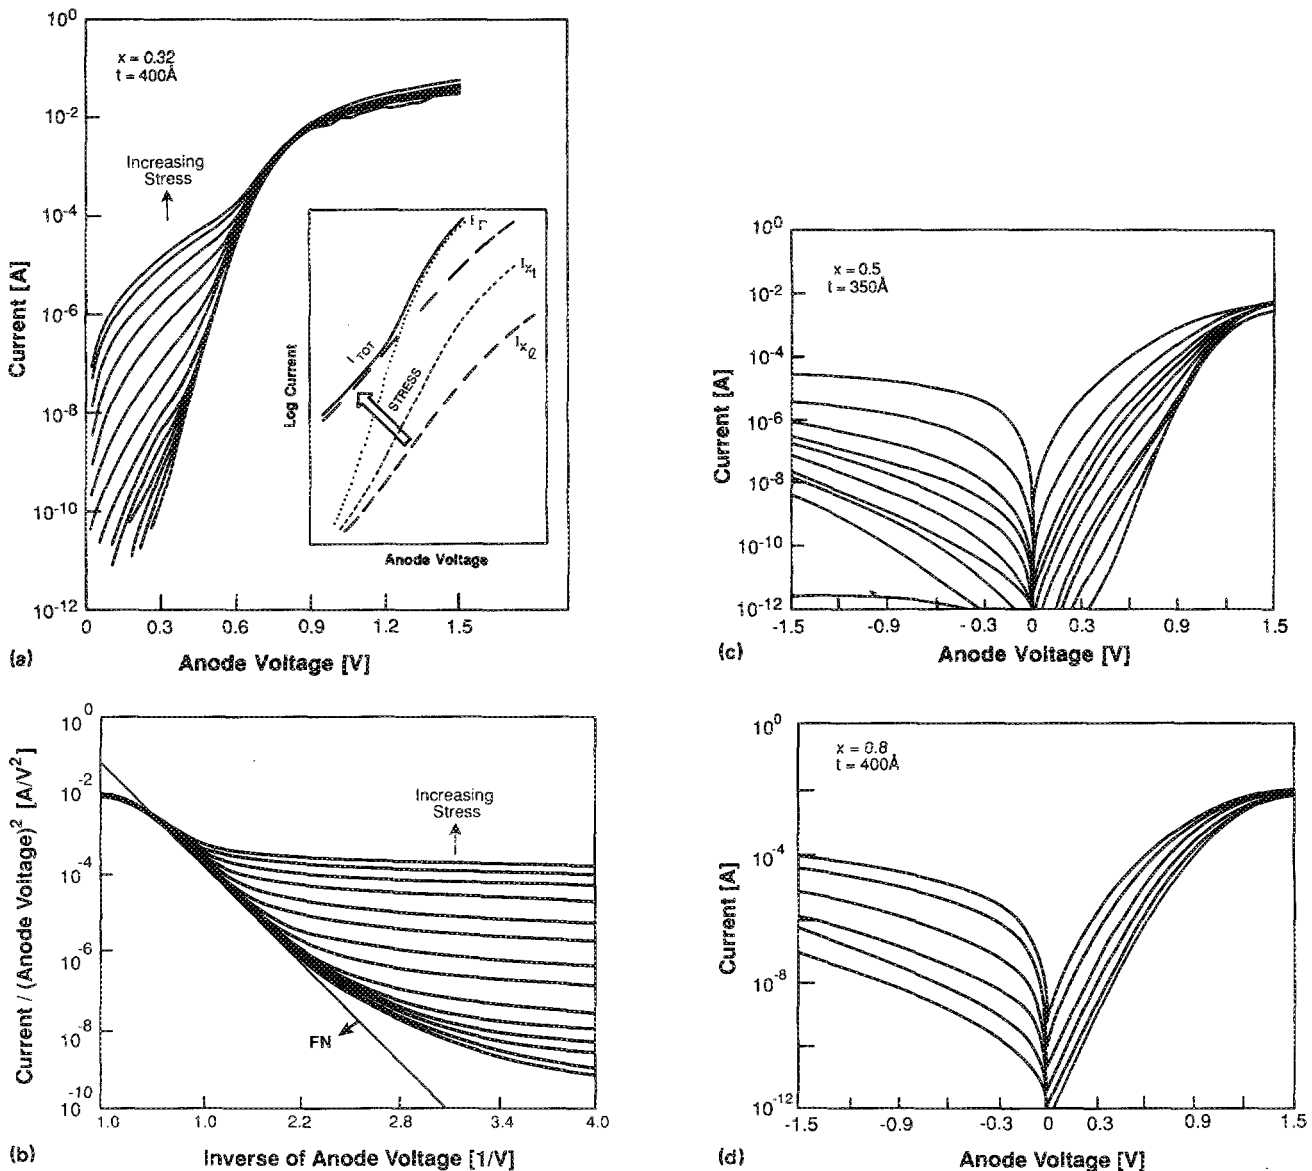 10^0
x = 0.32
t = 400Å
10^-2
Increasing
Stress
10^-4
10^-6
10^-8
10^-10
10^-12
Current [A]
I_Γ
I_Xt
I_Xℓ
I_TOT
STRESS
Log Current
Anode Voltage
0 0.3 0.6 0.9 1.2 1.5
(a) Anode Voltage [V]
10^0
10^-2
10^-4
10^-6
10^-8
10^-10
Current / (Anode Voltage)^2 [A/V^2]
Increasing
Stress
FN
1.0 1.0 2.2 2.8 3.4 4.0
(b) Inverse of Anode Voltage [1/V]
10^0
x = 0.5
t = 350Å
10^-2
10^-4
10^-6
10^-8
10^-10
10^-12
Current [A]
-1.5 -0.9 -0.3 0 0.3 0.9 1.5
(c) Anode Voltage [V]
10^0
x = 0.8
t = 400Å
10^-4
10^-8
10^-12
Current [A]
-1.5 -0.9 -0.3 0 0.3 0.9 1.5
(d) Anode Voltage [V]